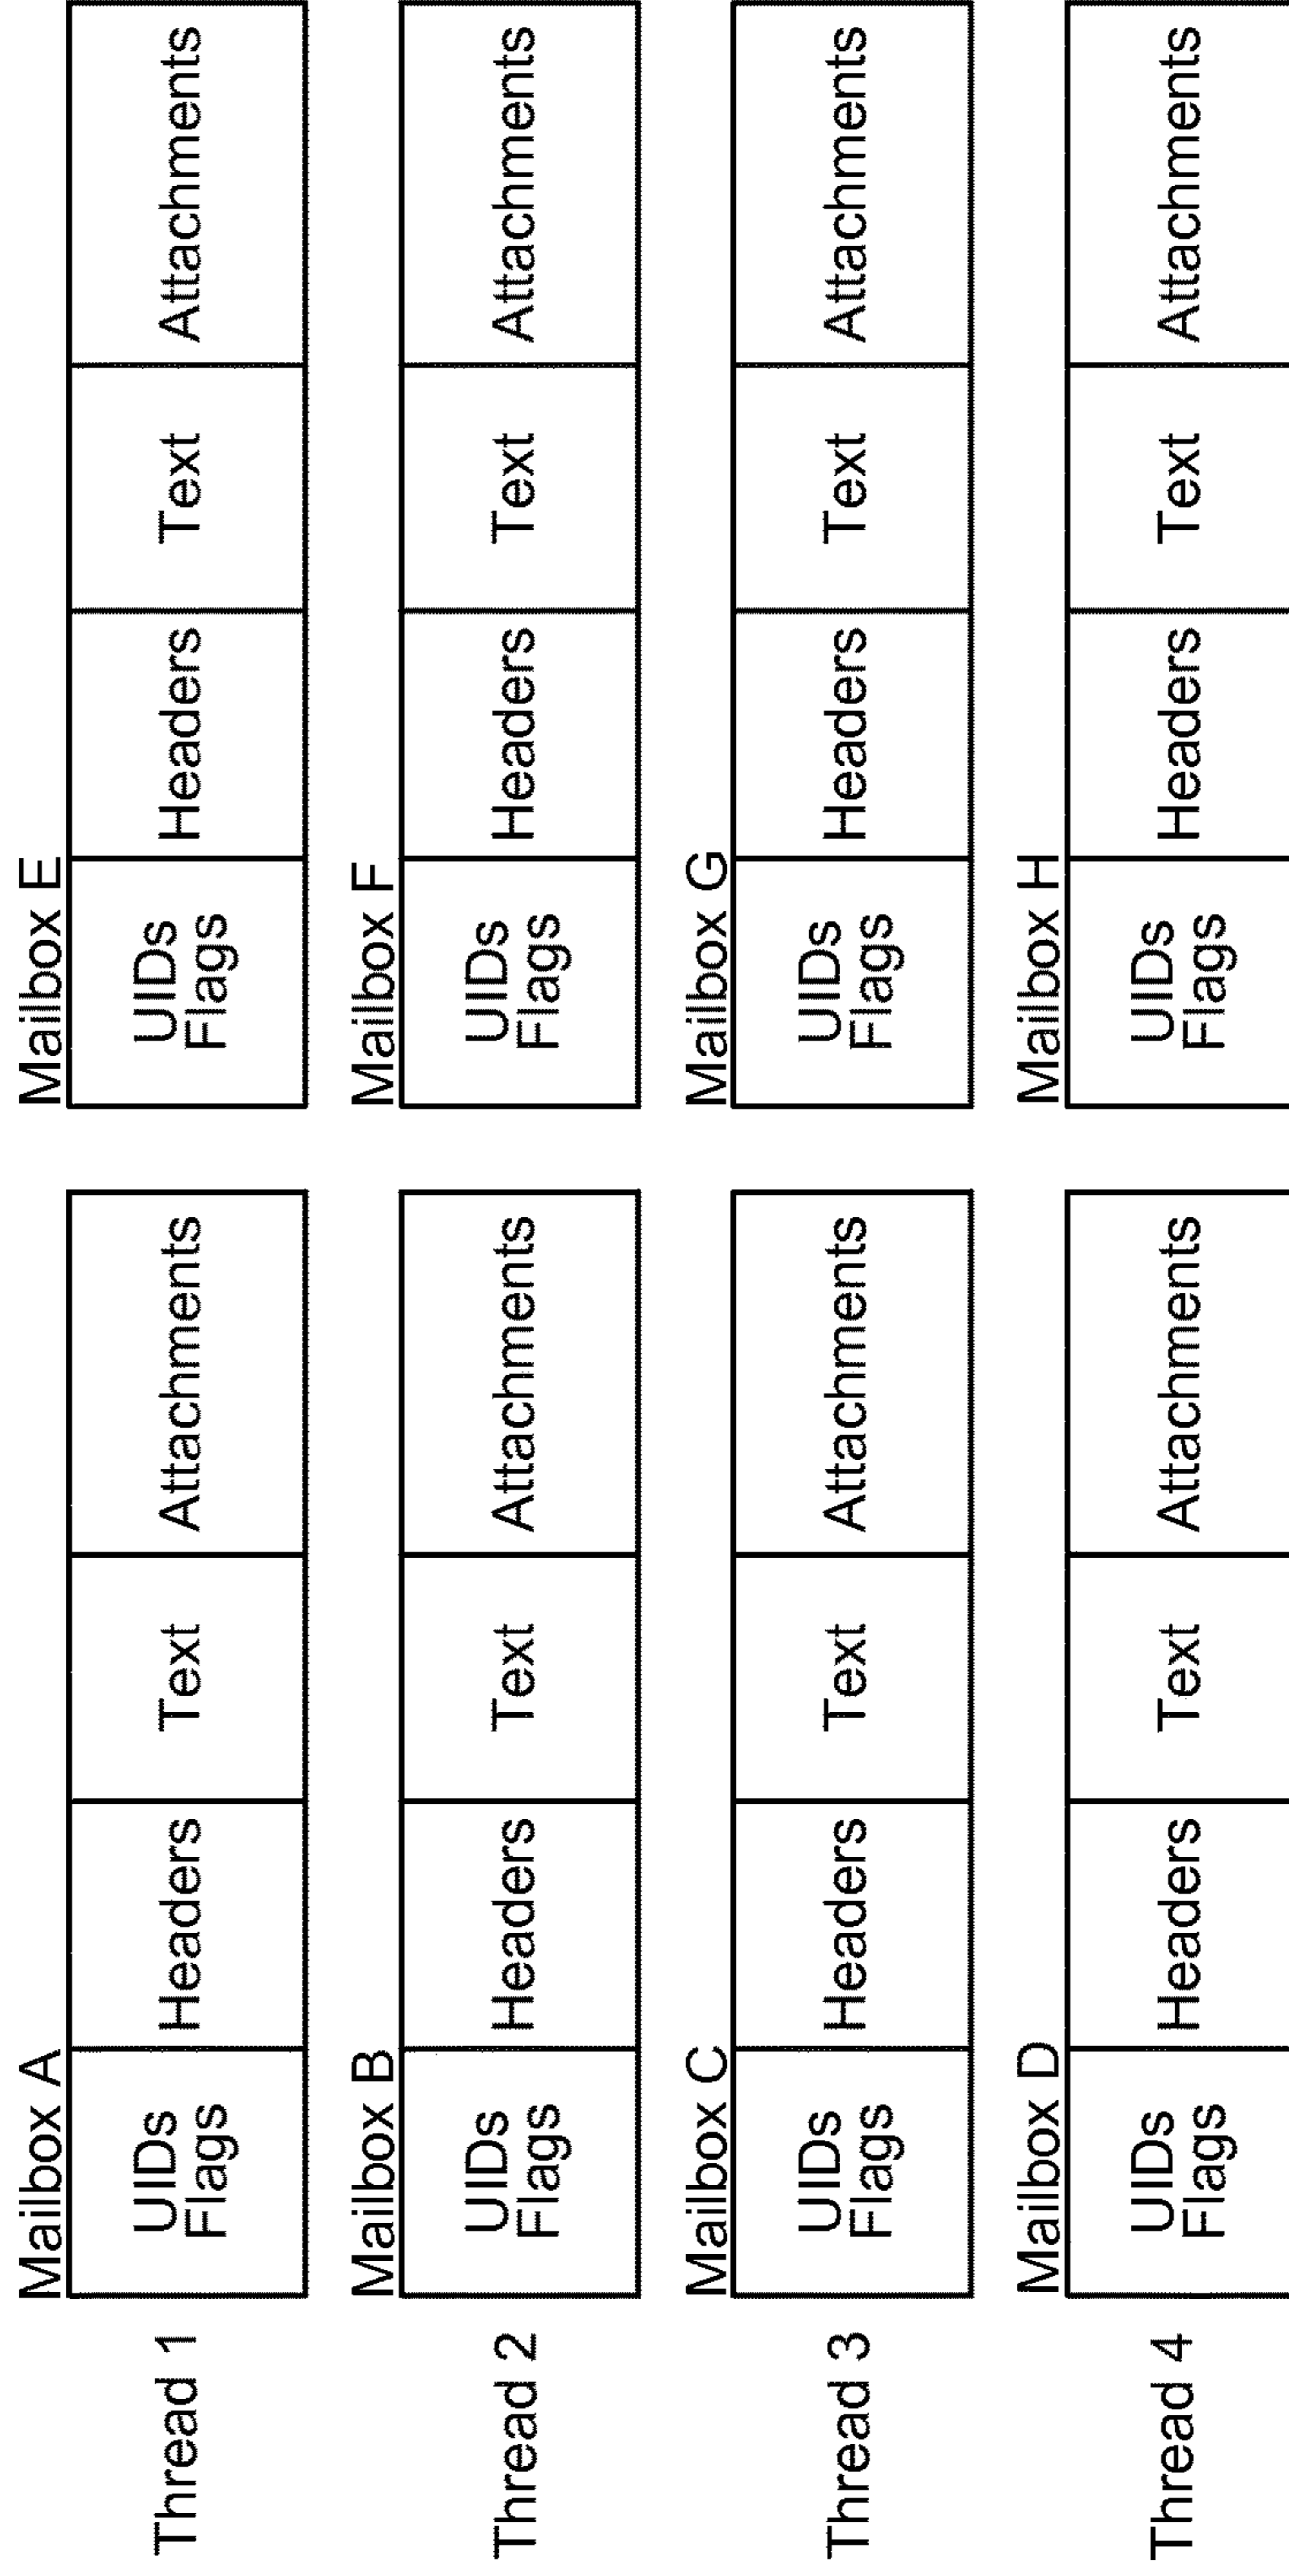 Mailbox A
Mailbox E
Thread 1
UIDs
Flags
Headers
Text
Attachments
UIDs
Flags
Headers
Text
Attachments
Mailbox B
Mailbox F
Thread 2
UIDs
Flags
Headers
Text
Attachments
UIDs
Flags
Headers
Text
Attachments
Mailbox C
Mailbox G
Thread 3
UIDs
Flags
Headers
Text
Attachments
UIDs
Flags
Headers
Text
Attachments
Mailbox D
Mailbox H
Thread 4
UIDs
Flags
Headers
Text
Attachments
UIDs
Flags
Headers
Text
Attachments